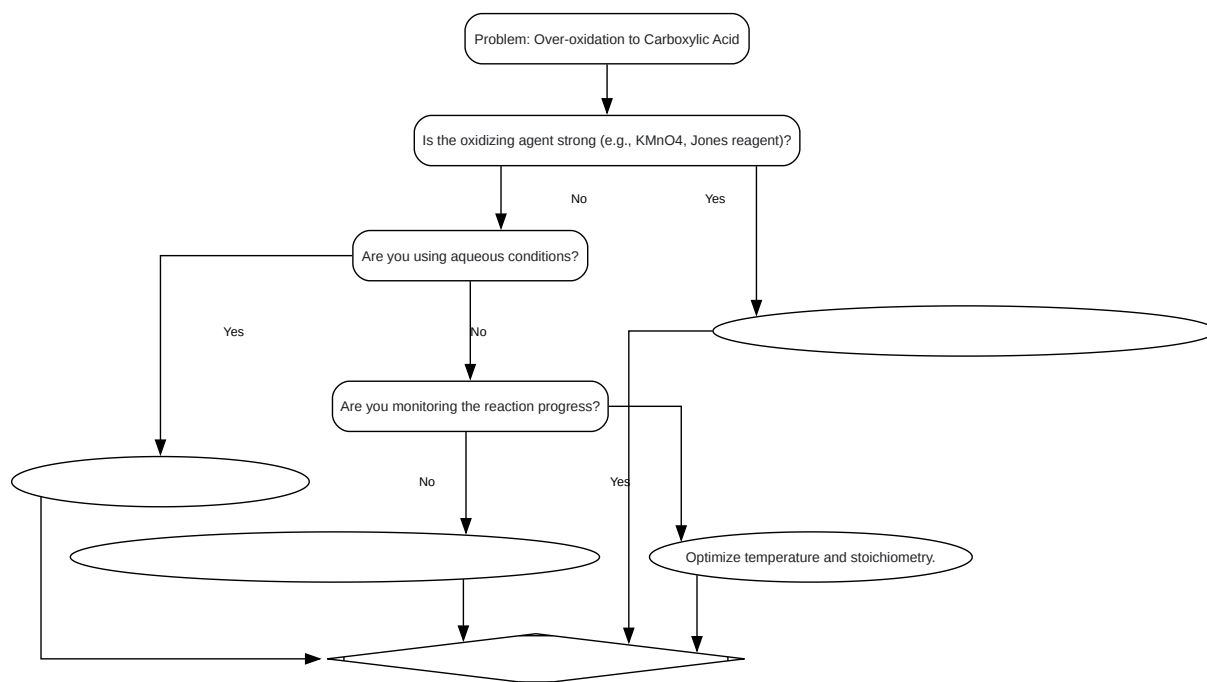 Problem: Over-oxidation to Carboxylic Acid
Is the oxidizing agent strong (e.g., KMnO4, Jones reagent)?
No
Yes
Are you using aqueous conditions?
Yes
No
Are you monitoring the reaction progress?
No
Yes
Optimize temperature and stoichiometry.